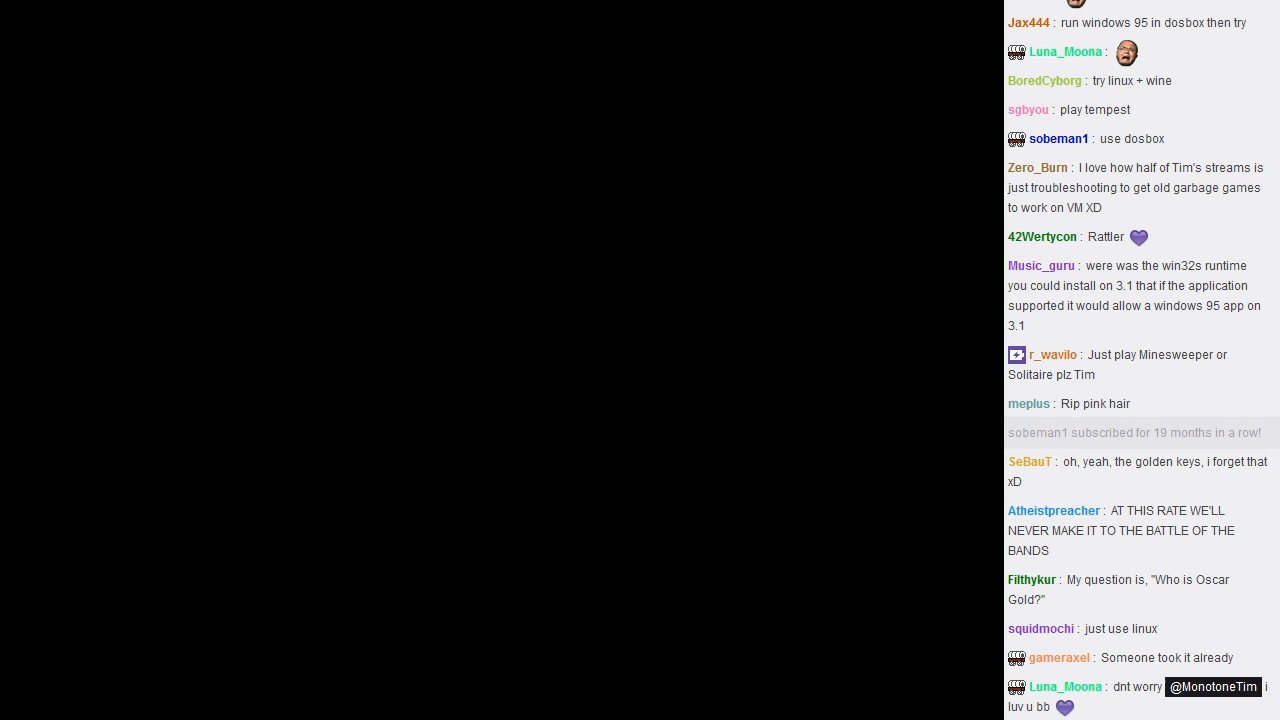 Jax444 : run windows 95 in dosbox then try
Luna_Moona :
BoredCyborg : try linux + wine
sgbyou : play tempest
sobeman1 : use dosbox
Zero_Burn : I love how half of Tim's streams is
just troubleshooting to get old garbage games
to work on VM XD
42Wertycon : Rattler
Music_guru : were was the win32s runtime
you could install on 3.1 that if the application
supported it would allow a windows 95 app on
3.1
r_wavilo : Just play Minesweeper or
Solitaire plz Tim
meplus : Rip pink hair
sobeman1 subscribed for 19 months in a row!
SeBauT : oh, yeah, the golden keys, i forget that
xD
Atheistpreacher : AT THIS RATE WE'LL
NEVER MAKE IT TO THE BATTLE OF THE
BANDS
Filthykur : My question is, "Who is Oscar
Gold?"
squidmochi : just use linux
gameraxel : Someone took it already
Luna_Moona : dnt worry @MonotoneTim i
luv u bb